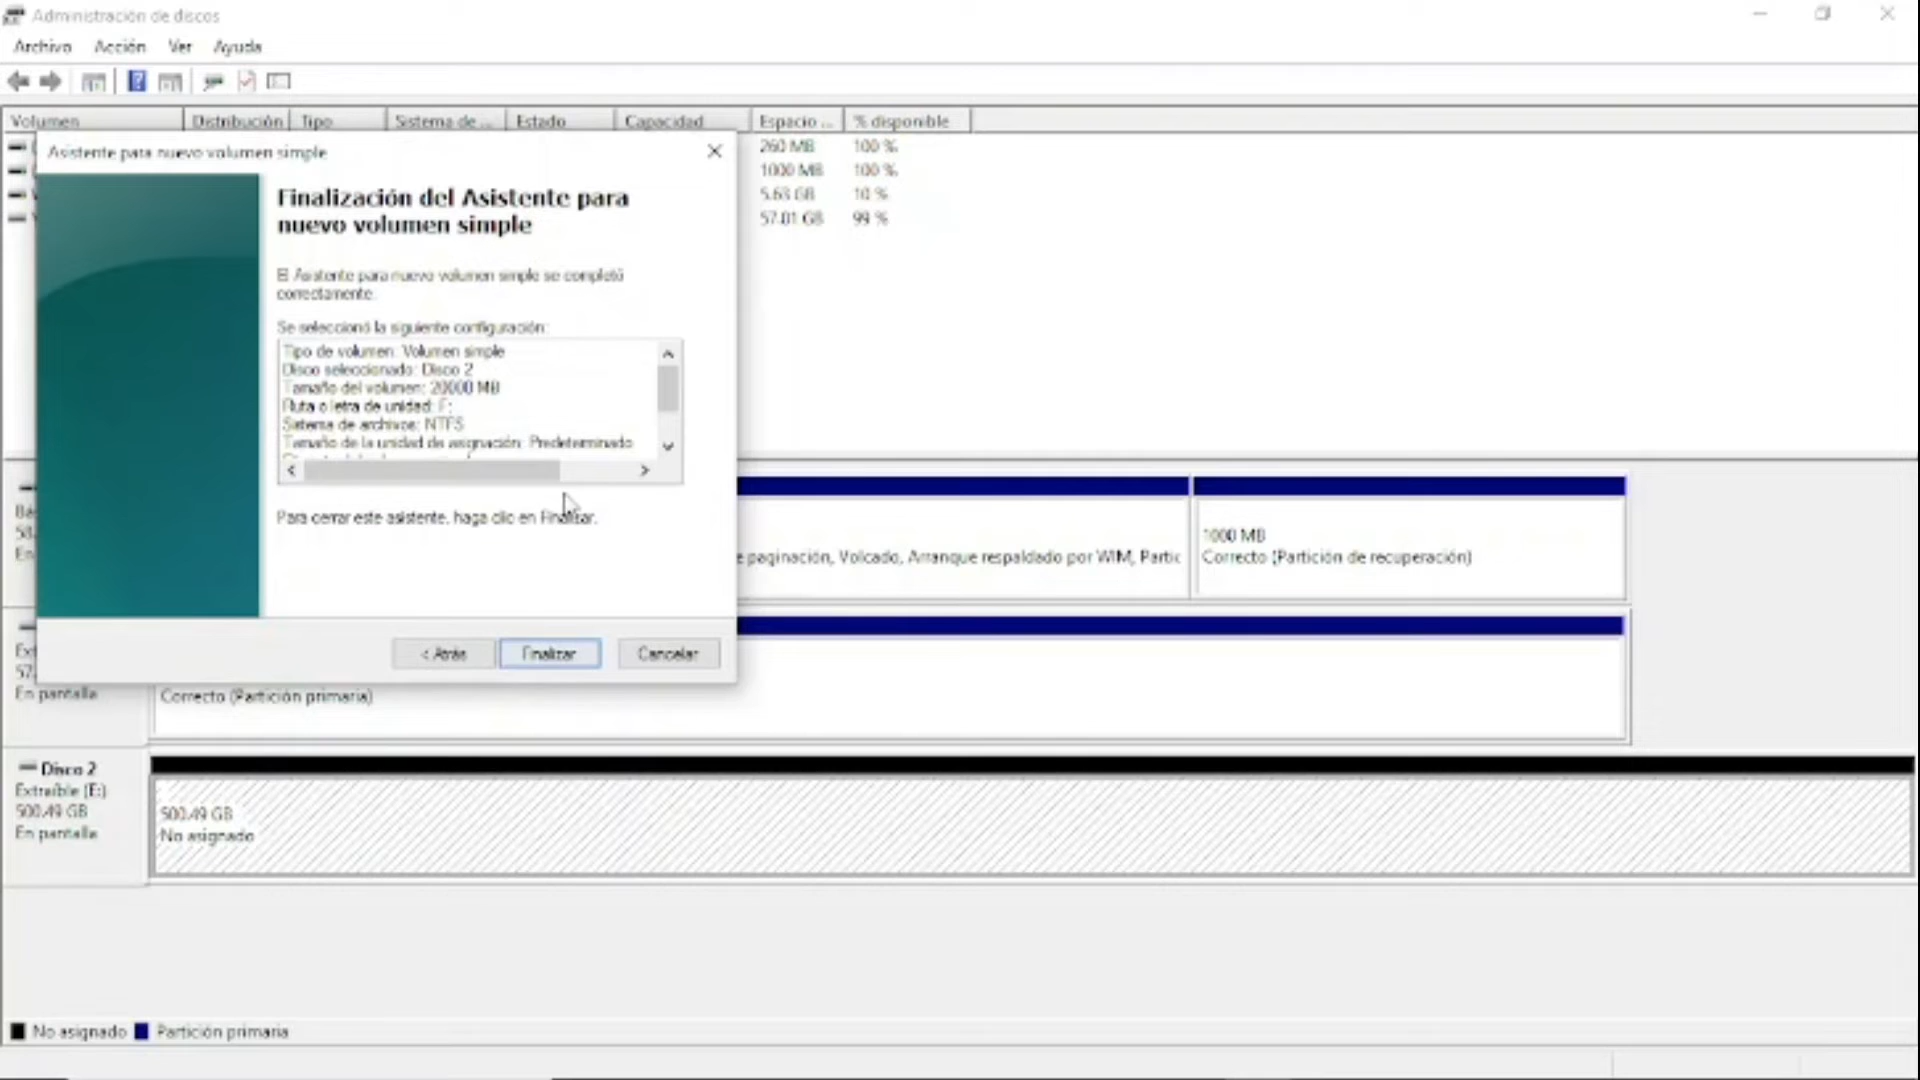 Administración de discos
Archivo Acción Ver Ayuda
Volumen Distribución Tipo Sistema de ... Estado Capacidad Espacio ... % disponible
260 MB 100 %
1000 MB 100 %
5.63 GB 10 %
57.01 GB 99 %
Asistente para nuevo volumen simple
Finalización del Asistente para
nuevo volumen simple
El Asistente para nuevo volumen simple se completó
correctamente.
Se seleccionó la siguiente configuración:
Tipo de volumen: Volumen simple
Disco seleccionado: Disco 2
Tamaño del volumen: 20000 MB
Ruta o letra de unidad: F:
Sistema de archivos: NTFS
Tamaño de la unidad de asignación: Predeterminado
Para cerrar este asistente, haga clic en Finalizar.
< Atrás Finalizar Cancelar
e paginación, Volcado, Arranque respaldado por WIM, Partic
1000 MB
Correcto (Partición de recuperación)
En pantalla
Correcto (Partición primaria)
Disco 2
Extraíble (E:)
500.49 GB
En pantalla
500.49 GB
No asignado
No asignado Partición primaria